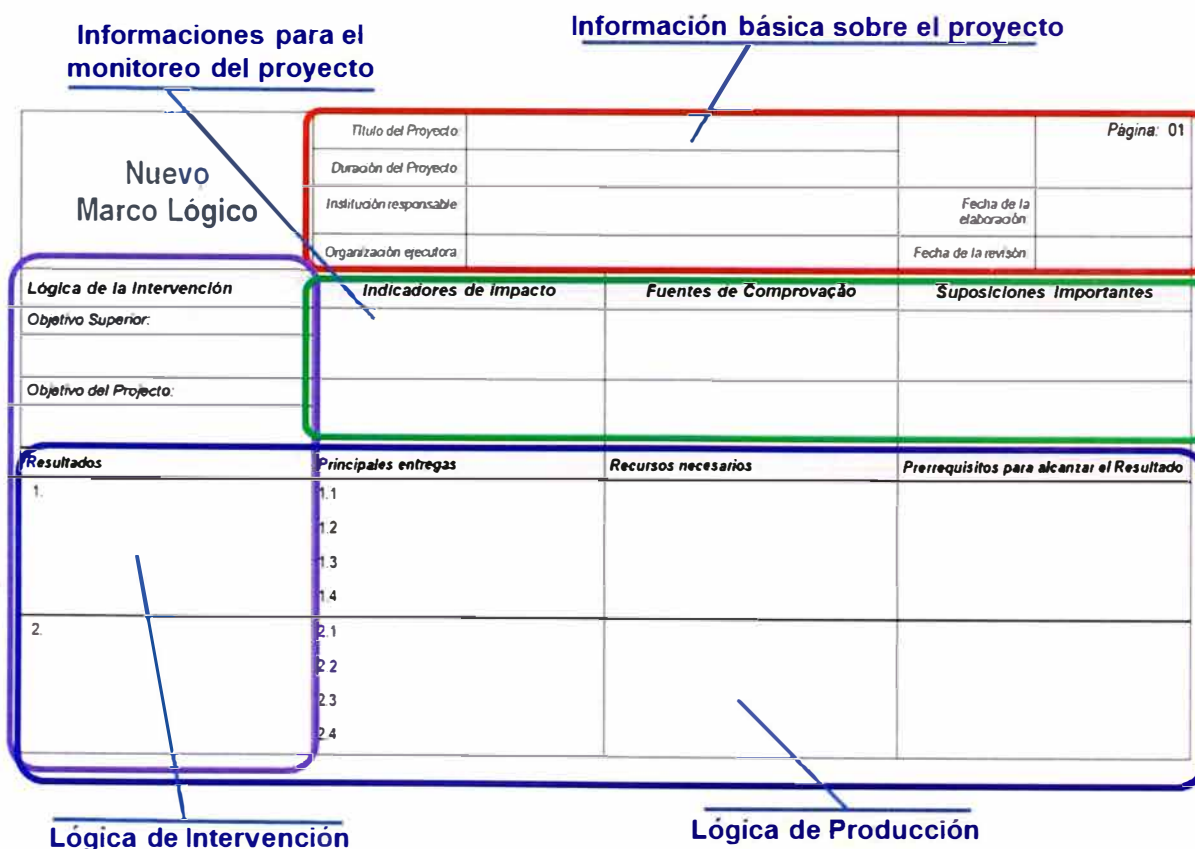 Informaciones para el
monitoreo del proyecto
Información básica sobre el proyecto
Nuevo
Marco Lógico
Título del Proyecto
Página: 01
Duración del Proyecto
Institución responsable
Fecha de la
elaboración
Organización ejecutora
Fecha de la revisón
Lógica de la Intervención
Indicadores de impacto
Fuentes de Comprovação
Suposiciones Importantes
Objetivo Superior:
Objetivo del Projecto:
Resultados
Principales entregas
Recursos necesarios
Prerrequisitos para alcanzar el Resultado
1.
1.1
1.2
1.3
1.4
2.
2.1
2.2
2.3
2.4
Lógica de Intervención
Lógica de Producción